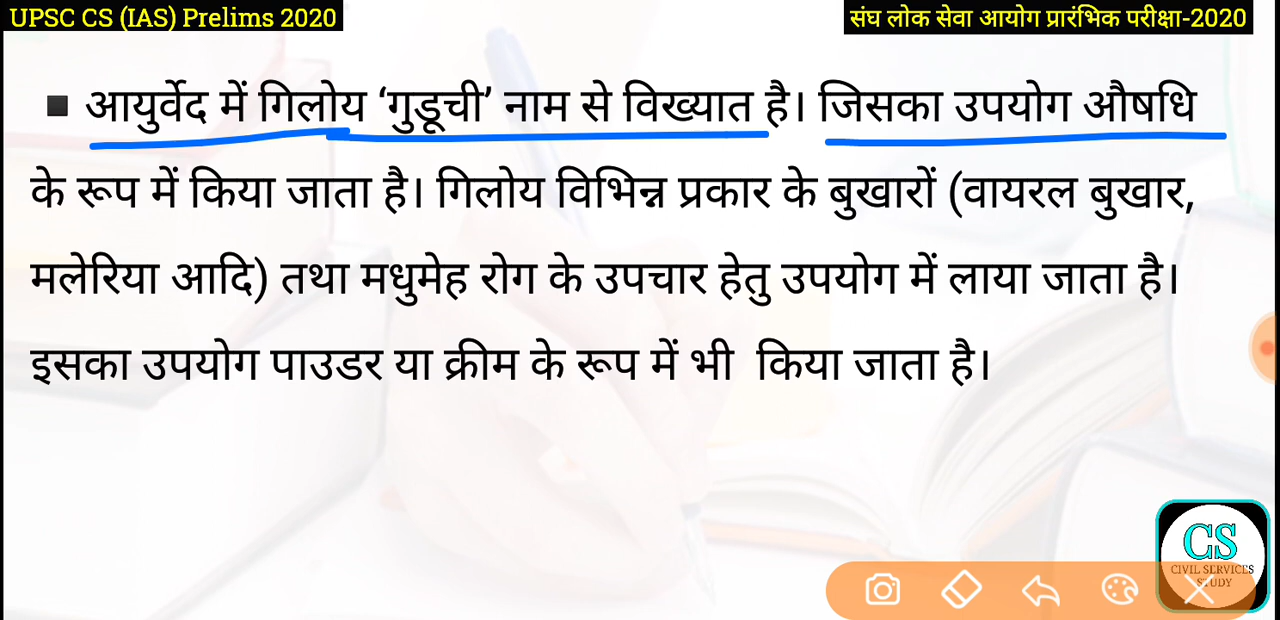 UPSC CS (IAS) Prelims 2020
संघ लोक सेवा आयोग प्रारंभिक परीक्षा-2020
▪ आयुर्वेद में गिलोय ‘गुडूची’ नाम से विख्यात है। जिसका उपयोग औषधि
के रूप में किया जाता है। गिलोय विभिन्न प्रकार के बुखारों (वायरल बुखार,
मलेरिया आदि) तथा मधुमेह रोग के उपचार हेतु उपयोग में लाया जाता है।
इसका उपयोग पाउडर या क्रीम के रूप में भी किया जाता है।
CS
CIVIL SERVICES
STUDY